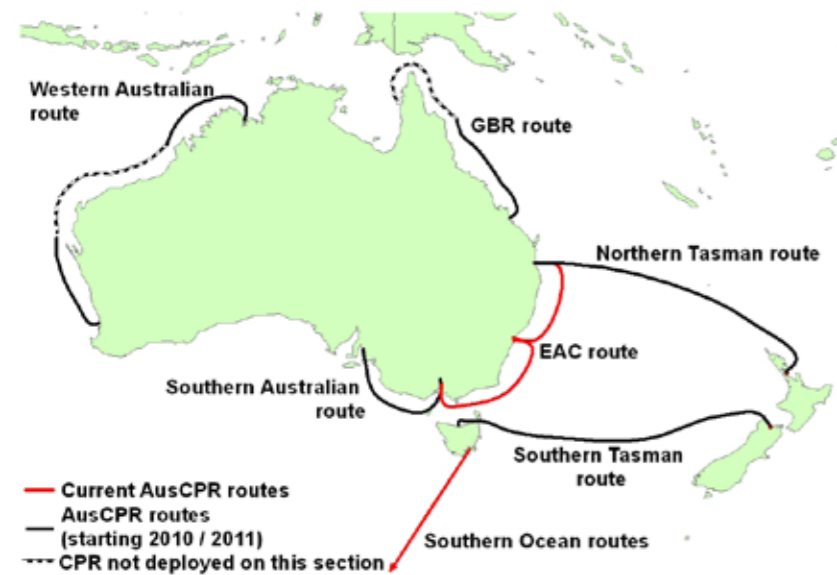 Western Australian
route
GBR route
Northern Tasman route
EAC route
Southern Australian
route
Southern Tasman
route
Current AusCPR routes
AusCPR routes
(starting 2010 / 2011)
CPR not deployed on this section
Southern Ocean routes